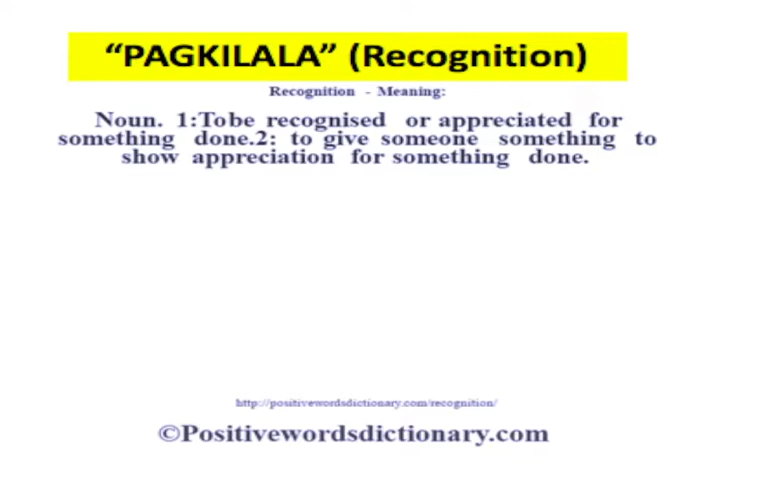 “PAGKILALA” (Recognition)
Recognition - Meaning:
Noun. 1:Tobe recognised or appreciated for
something done.2: to give someone something to
show appreciation for something done.
http://positivewordsdictionary.com/recognition/
©Positivewordsdictionary.com